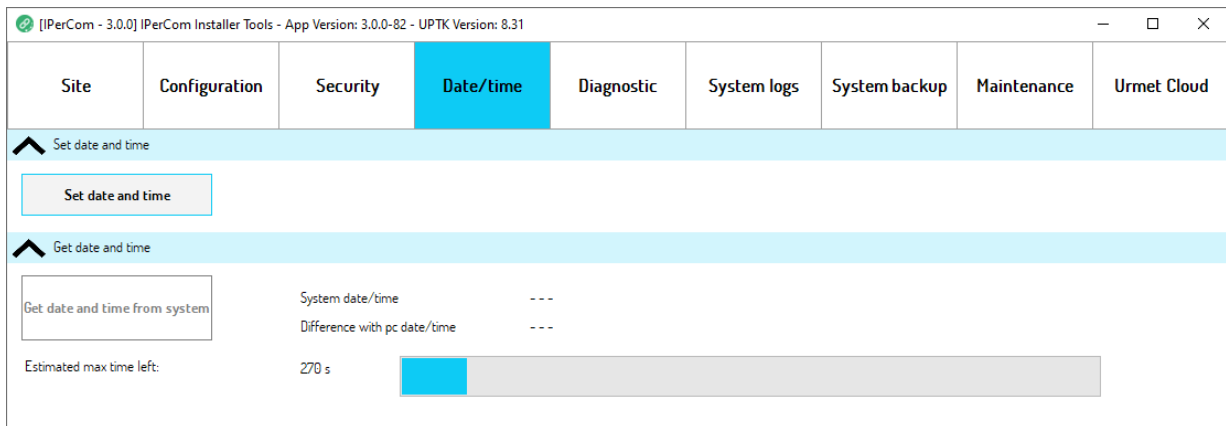 [IPerCom - 3.0.0] IPerCom Installer Tools - App Version: 3.0.0-82 - UPTK Version: 8.31
Site Configuration Security Date/time Diagnostic System logs System backup Maintenance Urmet Cloud
Set date and time
Set date and time
Get date and time
Get date and time from system
System date/time ---
Difference with pc date/time ---
Estimated max time left: 270 s